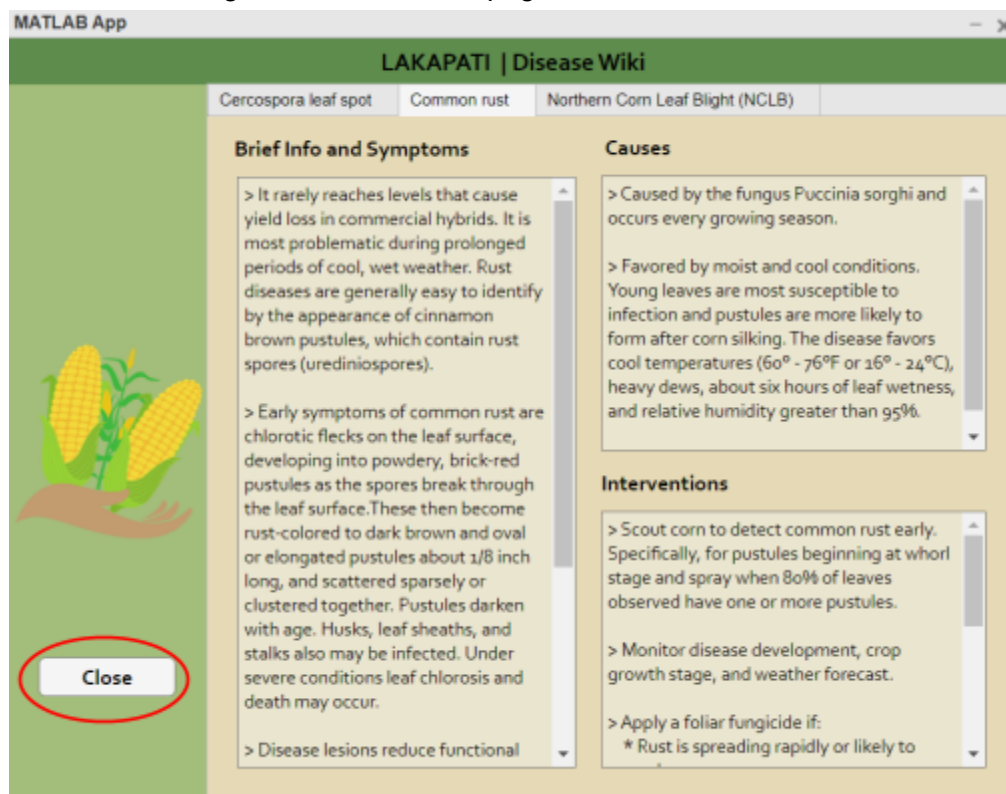 MATLAB App
LAKAPATI | Disease Wiki
Cercospora leaf spot
Common rust
Northern Corn Leaf Blight (NCLB)
Brief Info and Symptoms
> It rarely reaches levels that cause
yield loss in commercial hybrids. It is
most problematic during prolonged
periods of cool, wet weather. Rust
diseases are generally easy to identify
by the appearance of cinnamon
brown pustules, which contain rust
spores (urediniospores).
> Early symptoms of common rust are
chlorotic flecks on the leaf surface,
developing into powdery, brick-red
pustules as the spores break through
the leaf surface.These then become
rust-colored to dark brown and oval
or elongated pustules about 1/8 inch
long, and scattered sparsely or
clustered together. Pustules darken
with age. Husks, leaf sheaths, and
stalks also may be infected. Under
severe conditions leaf chlorosis and
death may occur.
> Disease lesions reduce functional
Causes
> Caused by the fungus Puccinia sorghi and
occurs every growing season.
> Favored by moist and cool conditions.
Young leaves are most susceptible to
infection and pustules are more likely to
form after corn silking. The disease favors
cool temperatures (60º - 76ºF or 16º - 24ºC),
heavy dews, about six hours of leaf wetness,
and relative humidity greater than 95%.
Interventions
> Scout corn to detect common rust early.
Specifically, for pustules beginning at whorl
stage and spray when 80% of leaves
observed have one or more pustules.
> Monitor disease development, crop
growth stage, and weather forecast.
> Apply a foliar fungicide if:
* Rust is spreading rapidly or likely to
Close